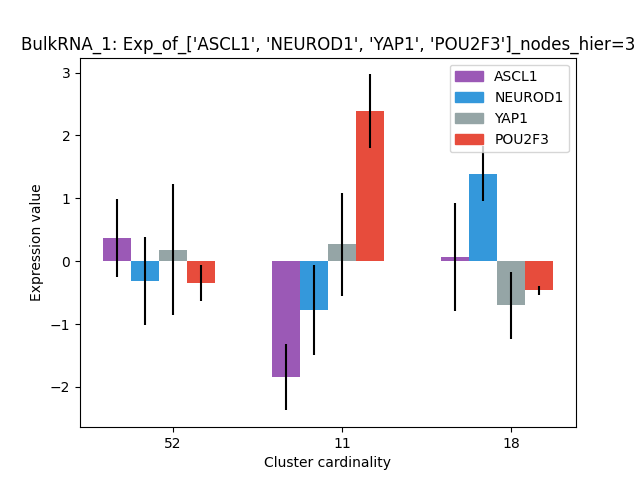 BulkRNA_1: Exp_of_['ASCL1', 'NEUROD1', 'YAP1', 'POU2F3']_nodes_hier=3
ASCL1
NEUROD1
YAP1
POU2F3
3
2
1
0
−1
−2
Expression value
52
11
18
Cluster cardinality